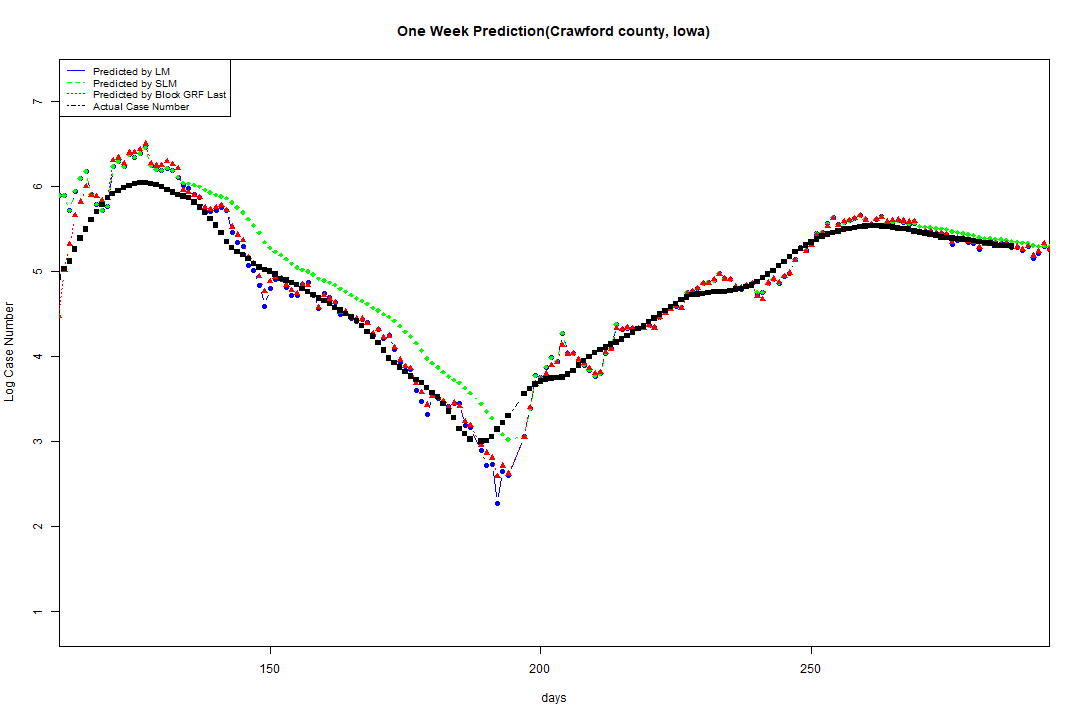 One Week Prediction(Crawford county, Iowa)
Predicted by LM
Predicted by SLM
Predicted by Block GRF Last
Actual Case Number
7
6
5
4
3
2
1
Log Case Number
150
200
250
days